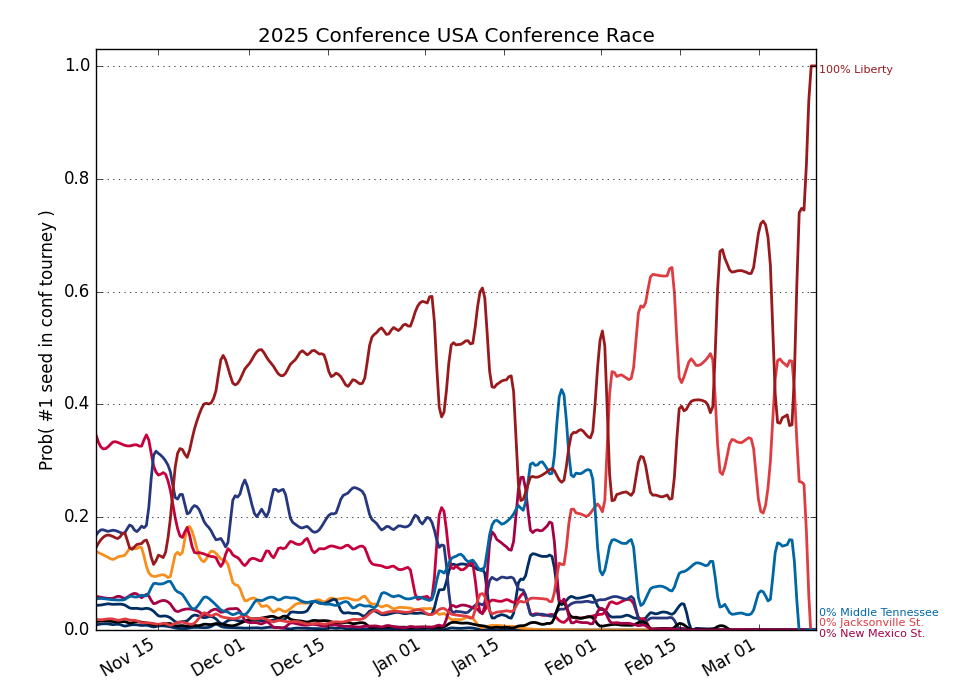 2025 Conference USA Conference Race
Prob( #1 seed in conf tourney )
1.0
0.8
0.6
0.4
0.2
0.0
100% Liberty
0% Middle Tennessee
0% Jacksonville St.
0% New Mexico St.
Nov 15
Dec 01
Dec 15
Jan 01
Jan 15
Feb 01
Feb 15
Mar 01